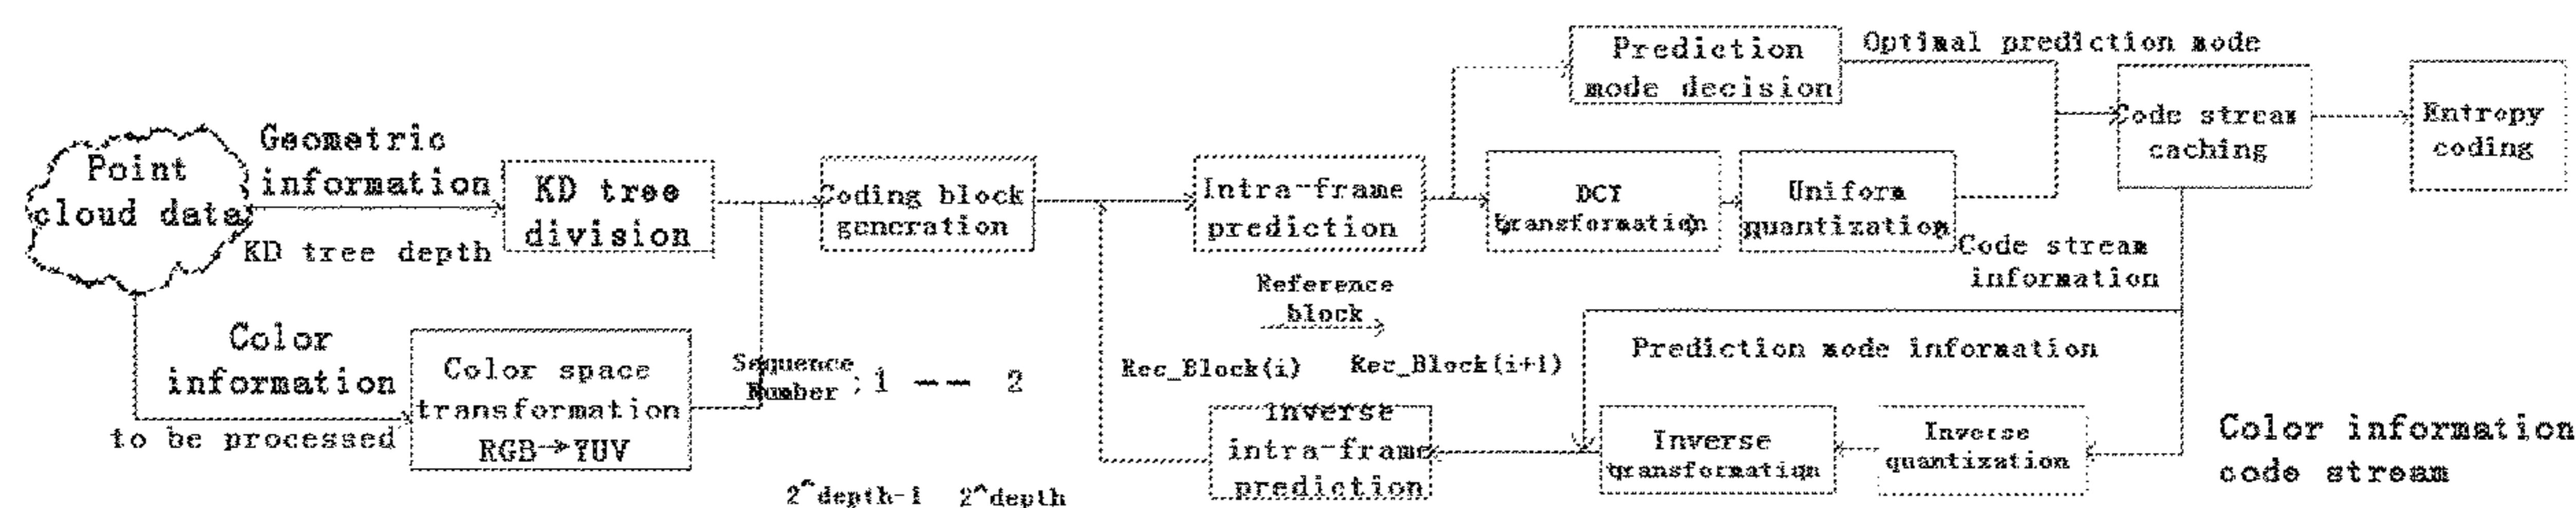 Point
cloud data
Geometric
information
KD tree depth
KD tree
division
Color
information
to be processed
Color space
transformation
RGB→YUV
Coding block
generation
Sequence
Number : 1 —— 2
2^depth-1 2^depth
Intra-frame
prediction
Reference
block
Rec_Block(i) Rec_Block(i+1)
Prediction
mode decision
Optimal prediction mode
DCT
transformation
Uniform
quantization
Code stream
caching
Entropy
coding
Code stream
information
Prediction mode information
Inverse
intra-frame
prediction
Inverse
transformation
Inverse
quantization
Color information
code stream